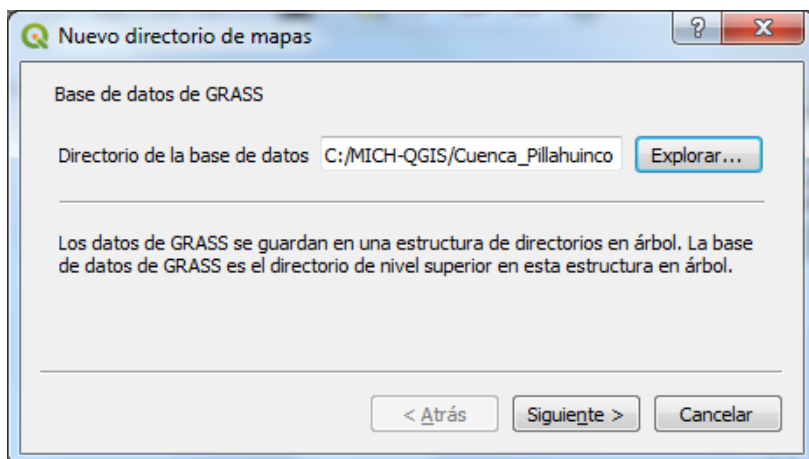 Nuevo directorio de mapas
Base de datos de GRASS
Directorio de la base de datos C:/MICH-QGIS/Cuenca_Pillahuinco Explorar...
Los datos de GRASS se guardan en una estructura de directorios en árbol. La base
de datos de GRASS es el directorio de nivel superior en esta estructura en árbol.
< Atrás Siguiente > Cancelar